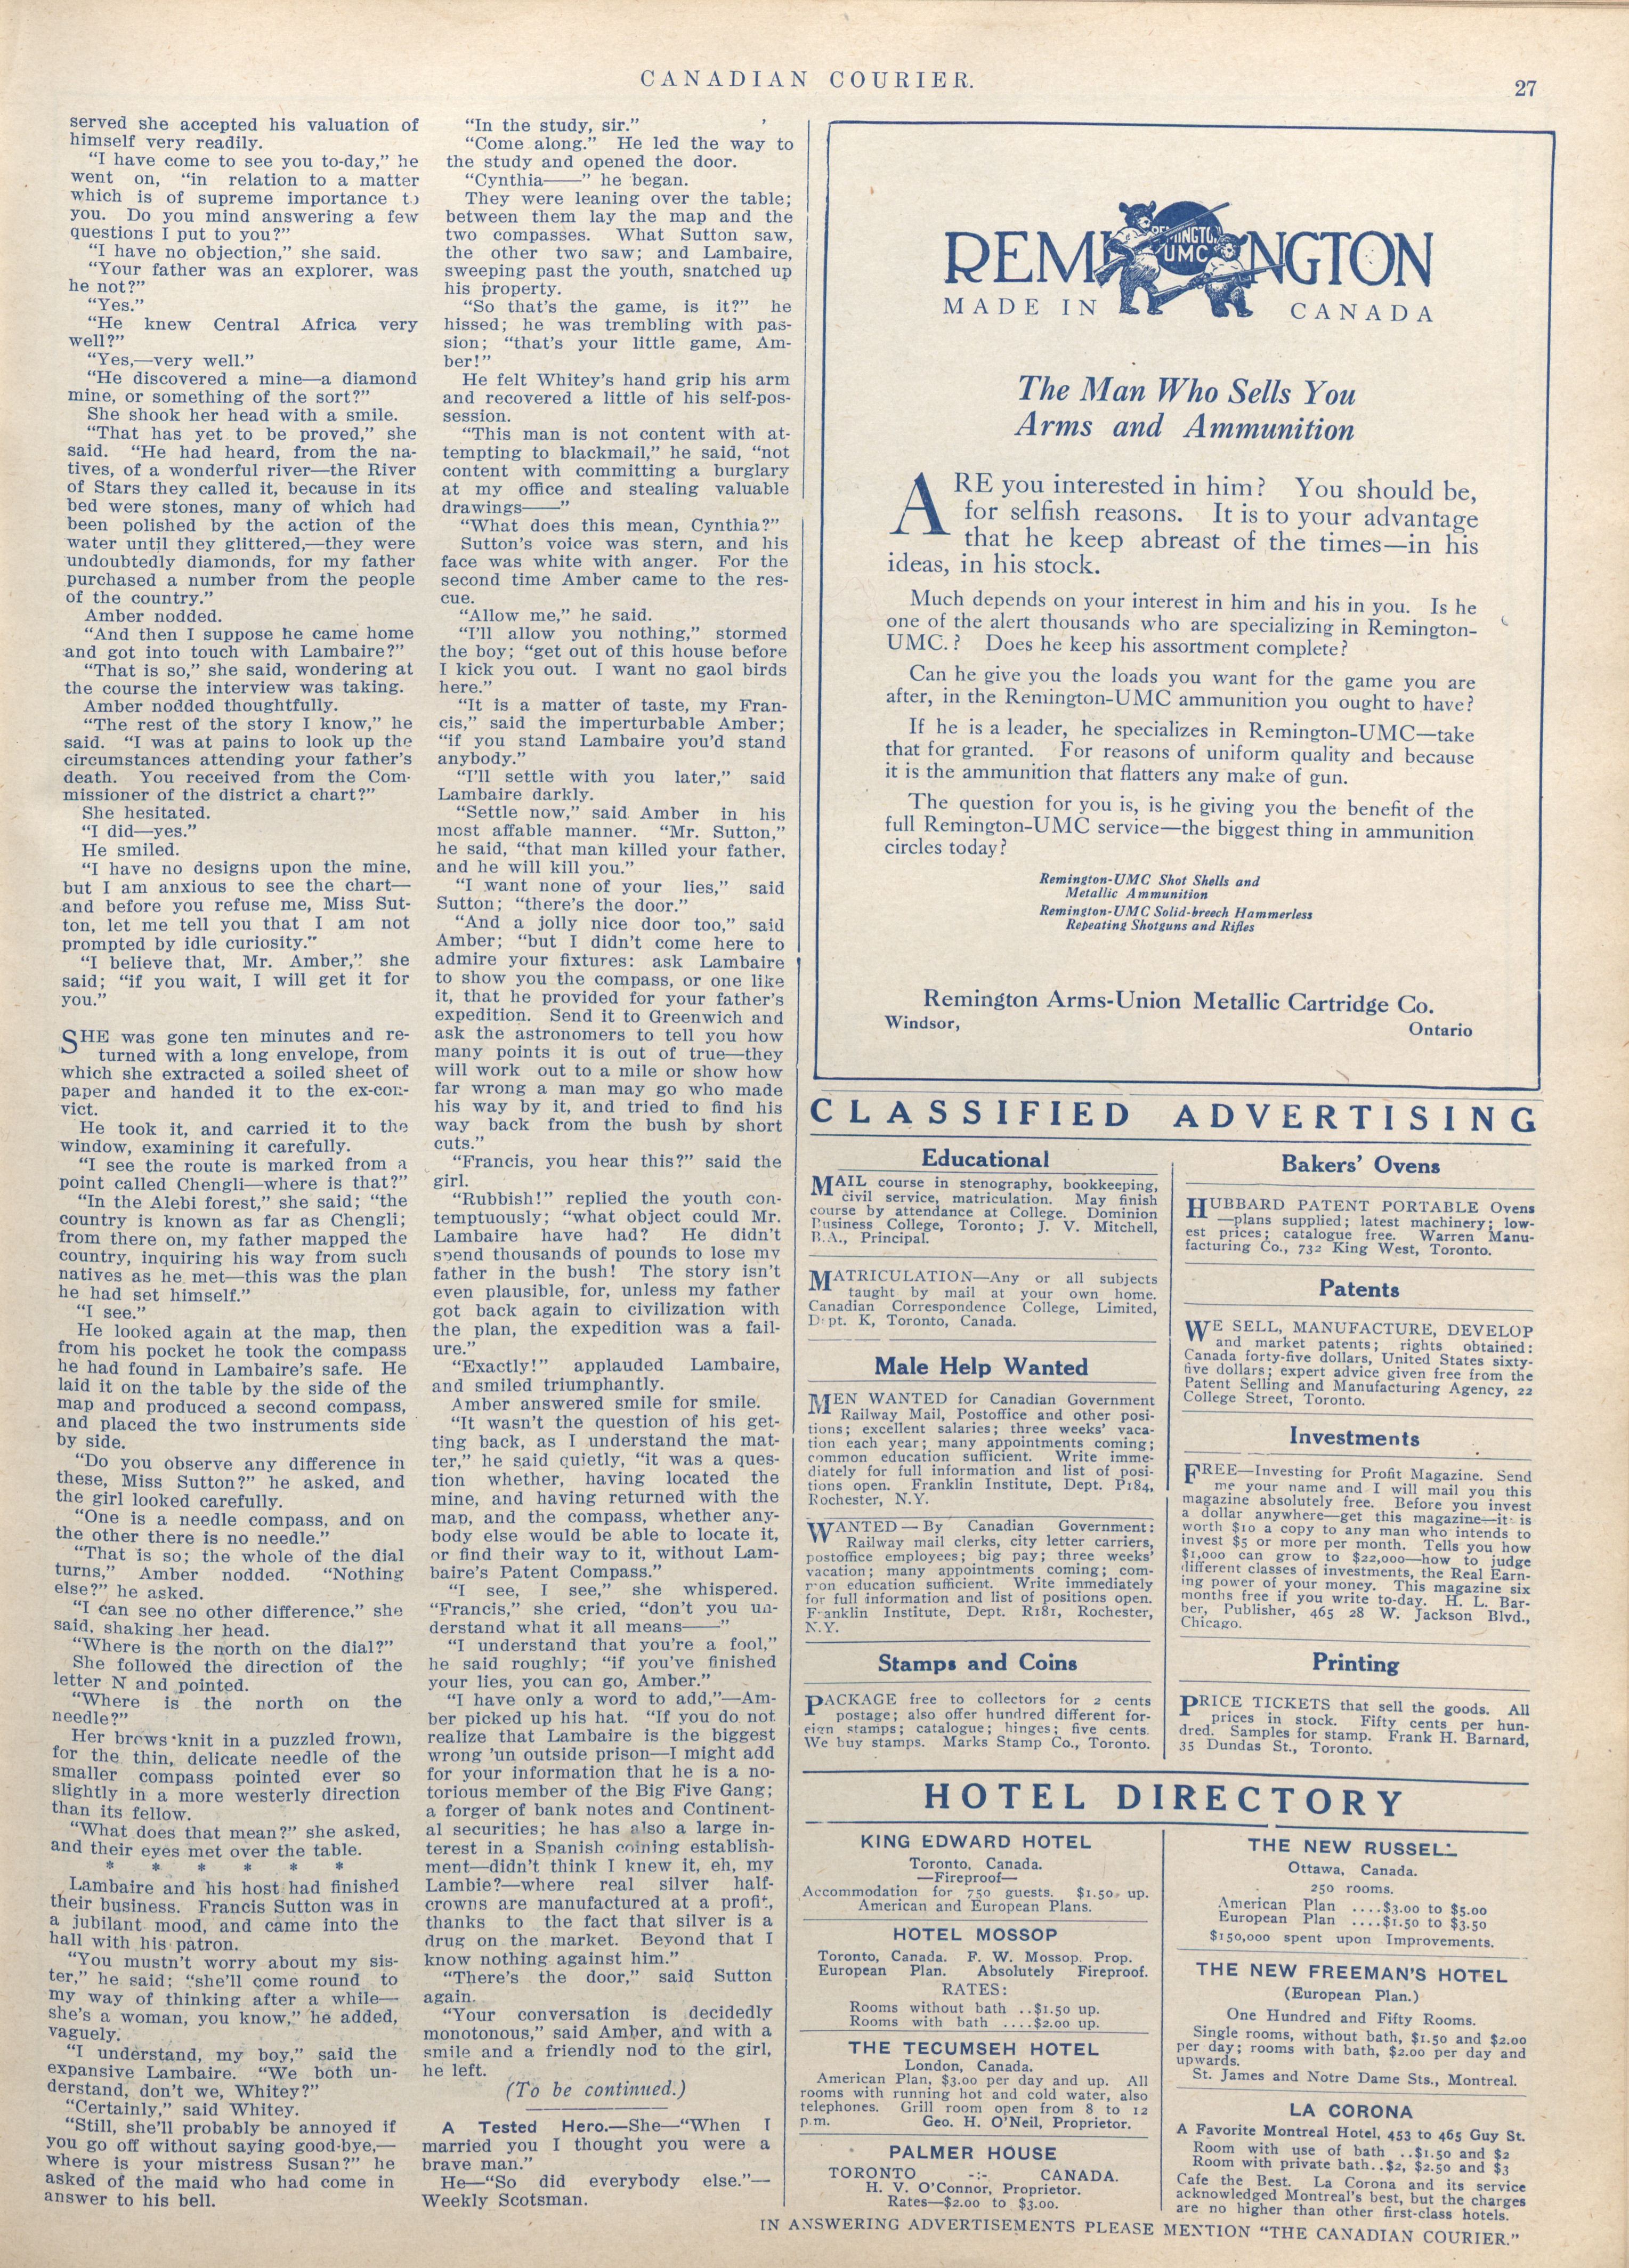 CANADIAN COURIER.
27
served she accepted his valuation of
himself very readily.
"I have come to see you to-day," he
went on, "in relation to a matter
which is of supreme importance to
you. Do you mind answering a few
questions I put to you?"
"I have no objection," she said.
"Your father was an explorer, was
he not?"
"Yes."
"He knew Central Africa very
well?"
"Yes,—very well."
"He discovered a mine—a diamond
mine, or something of the sort?"
She shook her head with a smile.
"That has yet to be proved," she
said. "He had heard, from the na-
tives, of a wonderful river—the River
of Stars they called it, because in its
bed were stones, many of which had
been polished by the action of the
water until they glittered,—they were
undoubtedly diamonds, for my father
purchased a number from the people
of the country."
Amber nodded.
"And then I suppose he came home
and got into touch with Lambaire?"
"That is so," she said, wondering at
the course the interview was taking.
Amber nodded thoughtfully.
"The rest of the story I know," he
said. "I was at pains to look up the
circumstances attending your father's
death. You received from the Com-
missioner of the district a chart?"
She hesitated.
"I did—yes."
He smiled.
"I have no designs upon the mine,
but I am anxious to see the chart—
and before you refuse me, Miss Sut-
ton, let me tell you that I am not
prompted by idle curiosity."
"I believe that, Mr. Amber," she
said; "if you wait, I will get it for
you."
SHE was gone ten minutes and re-
turned with a long envelope, from
which she extracted a soiled sheet of
paper and handed it to the ex-con-
vict.
He took it, and carried it to the
window, examining it carefully.
"I see the route is marked from a
point called Chengli—where is that?"
"In the Alebi forest," she said; "the
country is known as far as Chengli;
from there on, my father mapped the
country, inquiring his way from such
natives as he met—this was the plan
he had set himself."
"I see."
He looked again at the map, then
from his pocket he took the compass
he had found in Lambaire's safe. He
laid it on the table by the side of the
map and produced a second compass,
and placed the two instruments side
by side.
"Do you observe any difference in
these, Miss Sutton?" he asked, and
the girl looked carefully.
"One is a needle compass, and on
the other there is no needle."
"That is so; the whole of the dial
turns," Amber nodded. "Nothing
else?" he asked.
"I can see no other difference," she
said, shaking her head.
"Where is the north on the dial?"
She followed the direction of the
letter N and pointed.
"Where is the north on the
needle?"
Her brows knit in a puzzled frown,
for the thin, delicate needle of the
smaller compass pointed ever so
slightly in a more westerly direction
than its fellow.
"What does that mean?" she asked,
and their eyes met over the table.
* * * * * *
Lambaire and his host had finished
their business. Francis Sutton was in
a jubilant mood, and came into the
hall with his patron.
"You mustn't worry about my sis-
ter," he said; "she'll come round to
my way of thinking after a while—
she's a woman, you know," he added,
vaguely.
"I understand, my boy," said the
expansive Lambaire. "We both un-
derstand, don't we, Whitey?"
"Certainly," said Whitey.
"Still, she'll probably be annoyed if
you go off without saying good-bye,—
where is your mistress Susan?" he
asked of the maid who had come in
answer to his bell.
"In the study, sir."
"Come along." He led the way to
the study and opened the door.
"Cynthia——" he began.
They were leaning over the table;
between them lay the map and the
two compasses. What Sutton saw,
the other two saw; and Lambaire,
sweeping past the youth, snatched up
his property.
"So that's the game, is it?" he
hissed; he was trembling with pas-
sion; "that's your little game, Am-
ber!"
He felt Whitey's hand grip his arm
and recovered a little of his self-pos-
session.
"This man is not content with at-
tempting to blackmail," he said, "not
content with committing a burglary
at my office and stealing valuable
drawings——"
"What does this mean, Cynthia?"
Sutton's voice was stern, and his
face was white with anger. For the
second time Amber came to the res-
cue.
"Allow me," he said.
"I'll allow you nothing," stormed
the boy; "get out of this house before
I kick you out. I want no gaol birds
here."
"It is a matter of taste, my Fran-
cis," said the imperturbable Amber;
"if you stand Lambaire you'd stand
anybody."
"I'll settle with you later," said
Lambaire darkly.
"Settle now," said Amber in his
most affable manner. "Mr. Sutton,"
he said, "that man killed your father,
and he will kill you."
"I want none of your lies," said
Sutton; "there's the door."
"And a jolly nice door too," said
Amber; "but I didn't come here to
admire your fixtures: ask Lambaire
to show you the compass, or one like
it, that he provided for your father's
expedition. Send it to Greenwich and
ask the astronomers to tell you how
many points it is out of true—they
will work out to a mile or show how
far wrong a man may go who made
his way by it, and tried to find his
way back from the bush by short
cuts."
"Francis, you hear this?" said the
girl.
"Rubbish!" replied the youth con-
temptuously; "what object could Mr.
Lambaire have had? He didn't
spend thousands of pounds to lose my
father in the bush! The story isn't
even plausible, for, unless my father
got back again to civilization with
the plan, the expedition was a fail-
ure."
"Exactly!" applauded Lambaire,
and smiled triumphantly.
Amber answered smile for smile.
"It wasn't the question of his get-
ting back, as I understand the mat-
ter," he said quietly, "it was a ques-
tion whether, having located the
mine, and having returned with the
map, and the compass, whether any-
body else would be able to locate it,
or find their way to it, without Lam-
baire's Patent Compass."
"I see, I see," she whispered.
"Francis," she cried, "don't you un-
derstand what it all means——"
"I understand that you're a fool,"
he said roughly; "if you've finished
your lies, you can go, Amber."
"I have only a word to add,"—Am-
ber picked up his hat. "If you do not
realize that Lambaire is the biggest
wrong 'un outside prison—I might add
for your information that he is a no-
torious member of the Big Five Gang;
a forger of bank notes and Continent-
al securities; he has also a large in-
terest in a Spanish coining establish-
ment—didn't think I knew it, eh, my
Lambie?—where real silver half-
crowns are manufactured at a profit,
thanks to the fact that silver is a
drug on the market. Beyond that I
know nothing against him."
"There's the door," said Sutton
again.
"Your conversation is decidedly
monotonous," said Amber, and with a
smile and a friendly nod to the girl,
he left.
(To be continued.)
A Tested Hero.—She—"When I
married you I thought you were a
brave man."
He—"So did everybody else."—
Weekly Scotsman.
REMINGTON
REMINGTON
UMC
MADE IN CANADA
The Man Who Sells You
Arms and Ammunition
ARE you interested in him? You should be,
for selfish reasons. It is to your advantage
that he keep abreast of the times—in his
ideas, in his stock.
Much depends on your interest in him and his in you. Is he
one of the alert thousands who are specializing in Remington-
UMC.? Does he keep his assortment complete?
Can he give you the loads you want for the game you are
after, in the Remington-UMC ammunition you ought to have?
If he is a leader, he specializes in Remington-UMC—take
that for granted. For reasons of uniform quality and because
it is the ammunition that flatters any make of gun.
The question for you is, is he giving you the benefit of the
full Remington-UMC service—the biggest thing in ammunition
circles today?
Remington-UMC Shot Shells and
Metallic Ammunition
Remington-UMC Solid-breech Hammerless
Repeating Shotguns and Rifles
Remington Arms-Union Metallic Cartridge Co.
Windsor, Ontario
CLASSIFIED ADVERTISING
Educational
MAIL course in stenography, bookkeeping,
civil service, matriculation. May finish
course by attendance at College. Dominion
Business College, Toronto; J. V. Mitchell,
B.A., Principal.
MATRICULATION—Any or all subjects
taught by mail at your own home.
Canadian Correspondence College, Limited,
Dept. K, Toronto, Canada.
Male Help Wanted
MEN WANTED for Canadian Government
Railway Mail, Postoffice and other posi-
tions; excellent salaries; three weeks' vaca-
tion each year; many appointments coming;
common education sufficient. Write imme-
diately for full information and list of posi-
tions open. Franklin Institute, Dept. P184,
Rochester, N.Y.
WANTED—By Canadian Government:
Railway mail clerks, city letter carriers,
postoffice employees; big pay; three weeks'
vacation; many appointments coming; com-
mon education sufficient. Write immediately
for full information and list of positions open.
Franklin Institute, Dept. R181, Rochester,
N.Y.
Stamps and Coins
PACKAGE free to collectors for 2 cents
postage; also offer hundred different for-
eign stamps; catalogue; hinges; five cents.
We buy stamps. Marks Stamp Co., Toronto.
Bakers' Ovens
HUBBARD PATENT PORTABLE Ovens
—plans supplied; latest machinery; low-
est prices; catalogue free. Warren Manu-
facturing Co., 732 King West, Toronto.
Patents
WE SELL, MANUFACTURE, DEVELOP
and market patents; rights obtained:
Canada forty-five dollars, United States sixty-
five dollars; expert advice given free from the
Patent Selling and Manufacturing Agency, 22
College Street, Toronto.
Investments
FREE—Investing for Profit Magazine. Send
me your name and I will mail you this
magazine absolutely free. Before you invest
a dollar anywhere—get this magazine—it is
worth $10 a copy to any man who intends to
invest $5 or more per month. Tells you how
$1,000 can grow to $22,000—how to judge
different classes of investments, the Real Earn-
ing power of your money. This magazine six
months free if you write to-day. H. L. Bar-
ber, Publisher, 465 28 W. Jackson Blvd.,
Chicago.
Printing
PRICE TICKETS that sell the goods. All
prices in stock. Fifty cents per hun-
dred. Samples for stamp. Frank H. Barnard,
35 Dundas St., Toronto.
HOTEL DIRECTORY
KING EDWARD HOTEL
Toronto, Canada.
—Fireproof—
Accommodation for 750 guests. $1.50 up.
American and European Plans.
HOTEL MOSSOP
Toronto, Canada. F. W. Mossop. Prop.
European Plan. Absolutely Fireproof.
RATES:
Rooms without bath ..$1.50 up.
Rooms with bath ....$2.00 up.
THE TECUMSEH HOTEL
London, Canada.
American Plan, $3.00 per day and up. All
rooms with running hot and cold water, also
telephones. Grill room open from 8 to 12
p.m. Geo. H. O'Neil, Proprietor.
PALMER HOUSE
TORONTO -:- CANADA.
H. V. O'Connor, Proprietor.
Rates—$2.00 to $3.00.
THE NEW RUSSELL
Ottawa, Canada.
250 rooms.
American Plan ....$3.00 to $5.00
European Plan ....$1.50 to $3.50
$150,000 spent upon Improvements.
THE NEW FREEMAN'S HOTEL
(European Plan.)
One Hundred and Fifty Rooms.
Single rooms, without bath, $1.50 and $2.00
per day; rooms with bath, $2.00 per day and
upwards.
St. James and Notre Dame Sts., Montreal.
LA CORONA
A Favorite Montreal Hotel, 453 to 465 Guy St.
Room with use of bath ..$1.50 and $2
Room with private bath..$2, $2.50 and $3
Cafe the Best. La Corona and its service
acknowledged Montreal's best, but the charges
are no higher than other first-class hotels.
IN ANSWERING ADVERTISEMENTS PLEASE MENTION "THE CANADIAN COURIER."